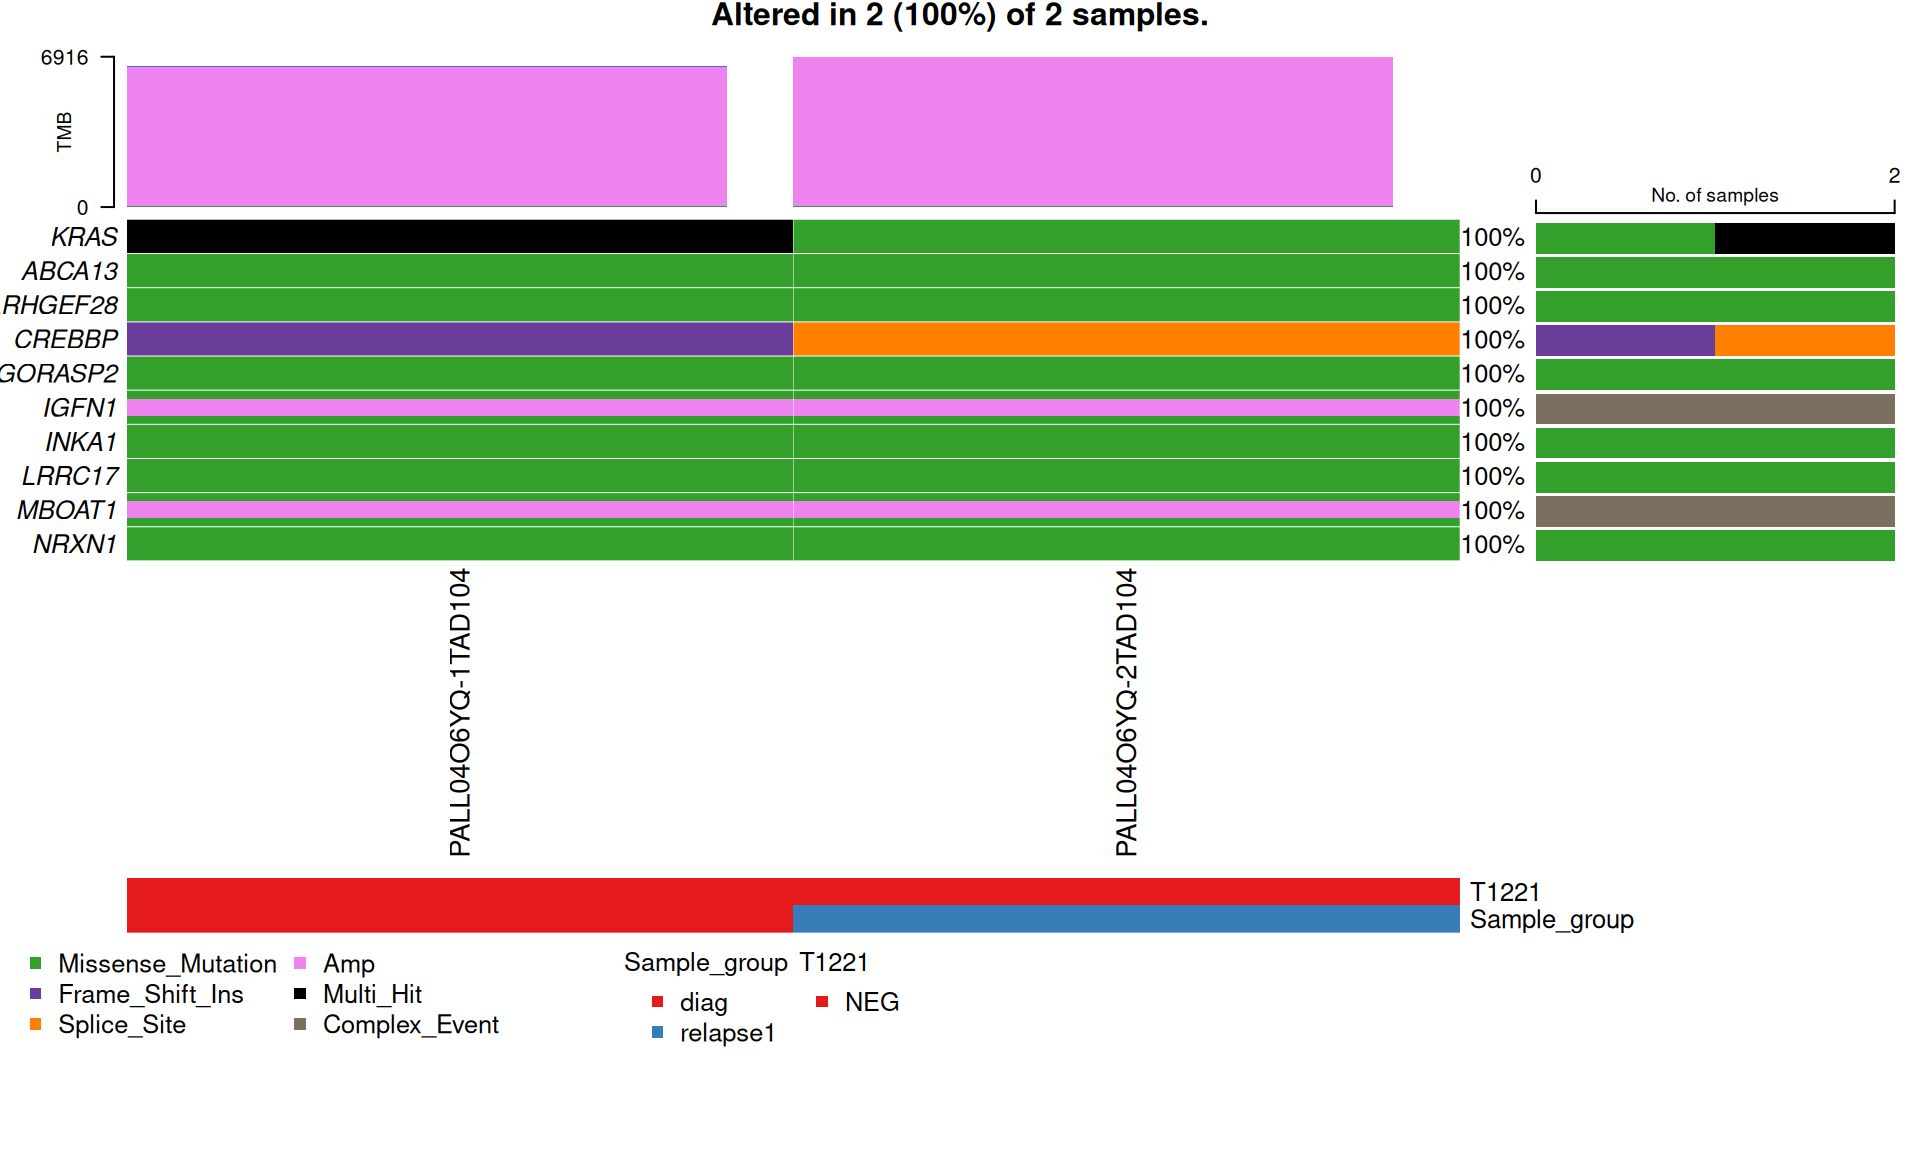 Altered in 2 (100%) of 2 samples.
6916
TMB
0
0 2
No. of samples
KRAS 100%
ABCA13 100%
RHGEF28 100%
CREBBP 100%
GORASP2 100%
IGFN1 100%
INKA1 100%
LRRC17 100%
MBOAT1 100%
NRXN1 100%
PALL04O6YQ-1TAD104
PALL04O6YQ-2TAD104
T1221
Sample_group
Missense_Mutation
Frame_Shift_Ins
Splice_Site
Amp
Multi_Hit
Complex_Event
Sample_group
diag
relapse1
T1221
NEG